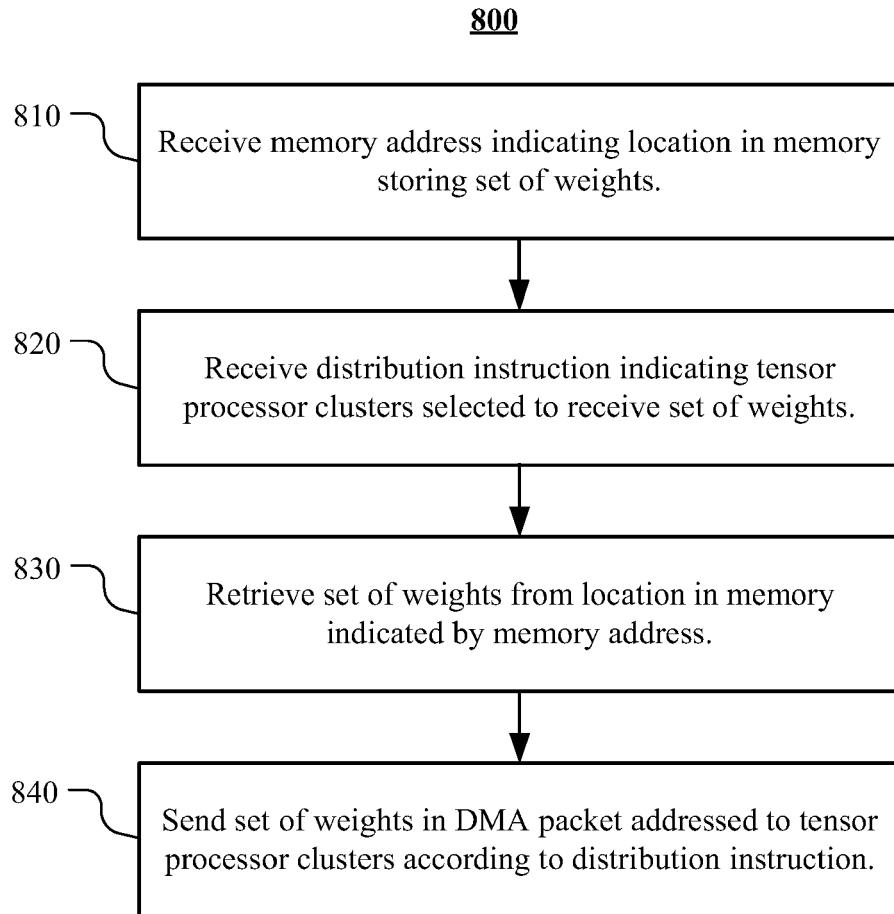 800
810
Receive memory address indicating location in memory
storing set of weights.
820
Receive distribution instruction indicating tensor
processor clusters selected to receive set of weights.
830
Retrieve set of weights from location in memory
indicated by memory address.
840
Send set of weights in DMA packet addressed to tensor
processor clusters according to distribution instruction.